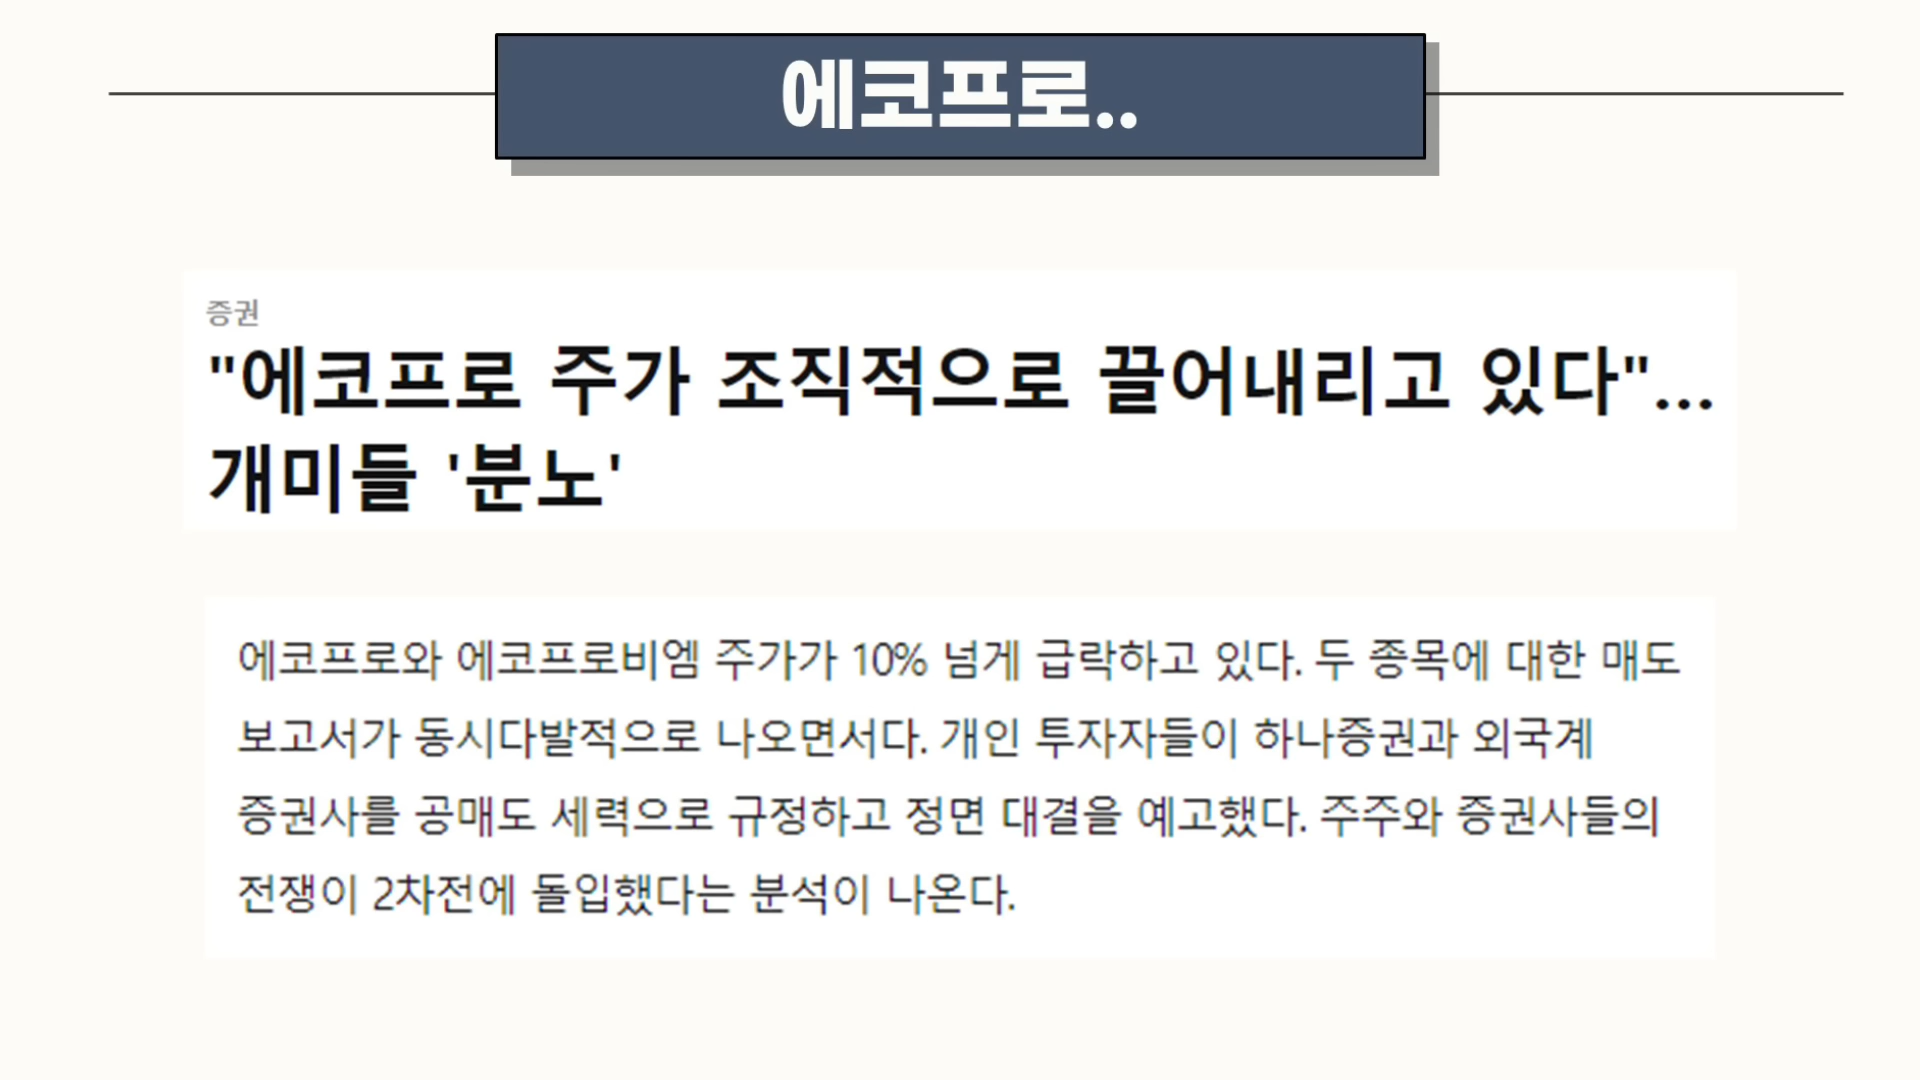 에코프로..
증권
"에코프로 주가 조직적으로 끌어내리고 있다"...
개미들 '분노'
에코프로와 에코프로비엠 주가가 10% 넘게 급락하고 있다. 두 종목에 대한 매도
보고서가 동시다발적으로 나오면서다. 개인 투자자들이 하나증권과 외국계
증권사를 공매도 세력으로 규정하고 정면 대결을 예고했다. 주주와 증권사들의
전쟁이 2차전에 돌입했다는 분석이 나온다.